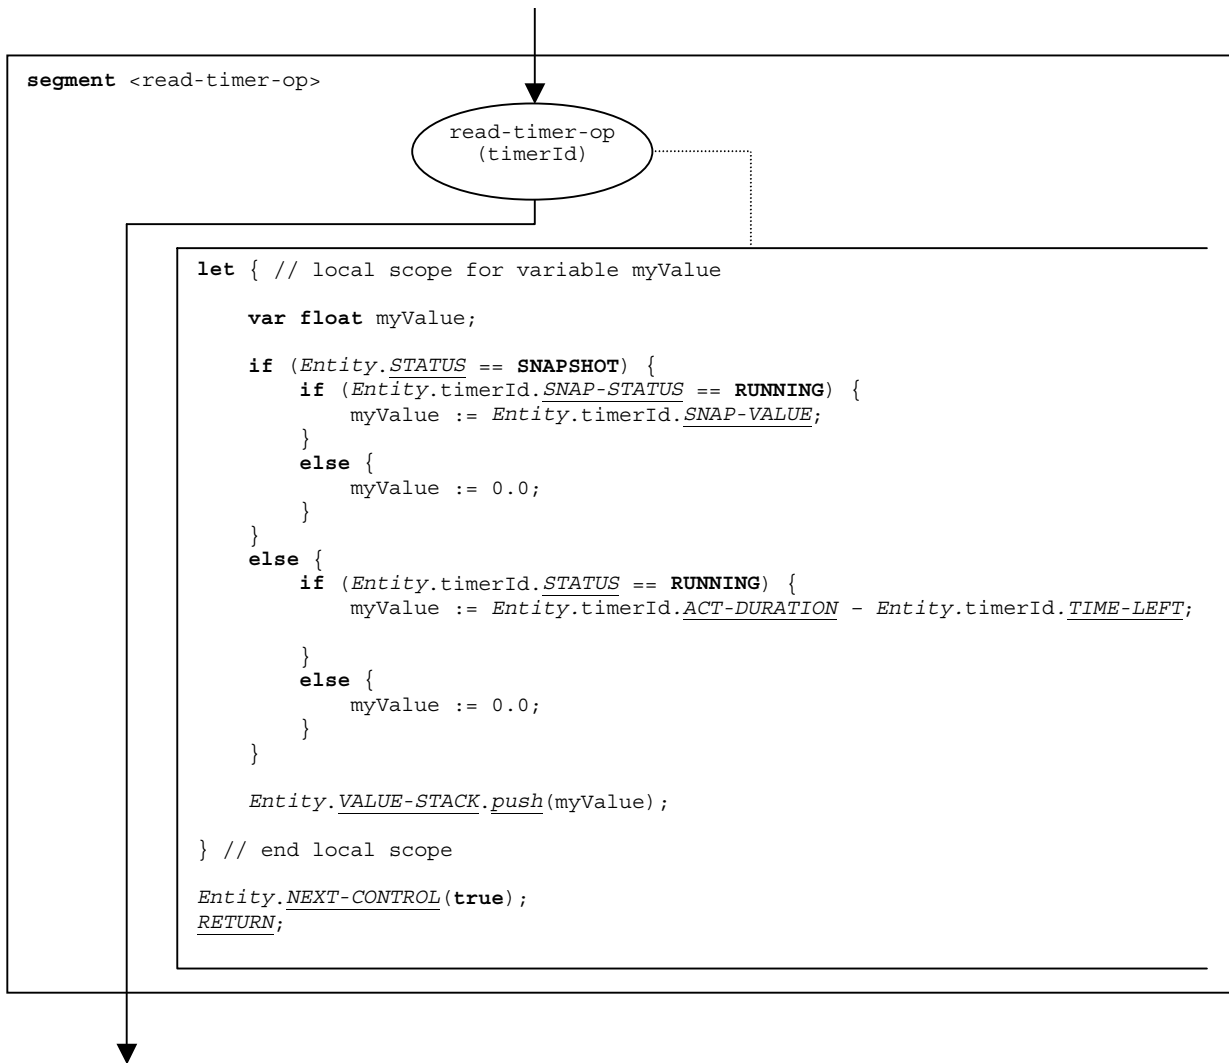 segment <read-timer-op>
read-timer-op
(timerId)
let { // local scope for variable myValue
var float myValue;
if (Entity.STATUS == SNAPSHOT) {
if (Entity.timerId.SNAP-STATUS == RUNNING) {
myValue := Entity.timerId.SNAP-VALUE;
}
else {
myValue := 0.0;
}
}
else {
if (Entity.timerId.STATUS == RUNNING) {
myValue := Entity.timerId.ACT-DURATION – Entity.timerId.TIME-LEFT;
}
else {
myValue := 0.0;
}
}
Entity.VALUE-STACK.push(myValue);
} // end local scope
Entity.NEXT-CONTROL(true);
RETURN;